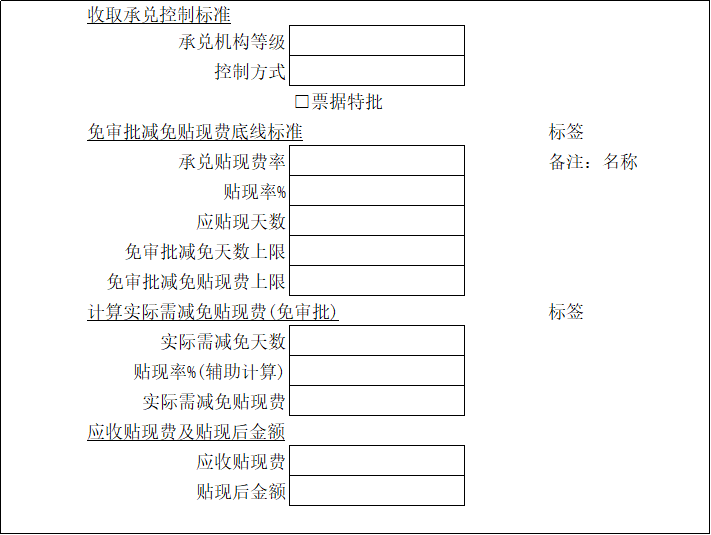 收取承兑控制标准
承兑机构等级
控制方式
□票据特批
免审批减免贴现费底线标准 标签
承兑贴现费率 备注：名称
贴现率%
应贴现天数
免审批减免天数上限
免审批减免贴现费上限
计算实际需减免贴现费(免审批) 标签
实际需减免天数
贴现率%(辅助计算)
实际需减免贴现费
应收贴现费及贴现后金额
应收贴现费
贴现后金额